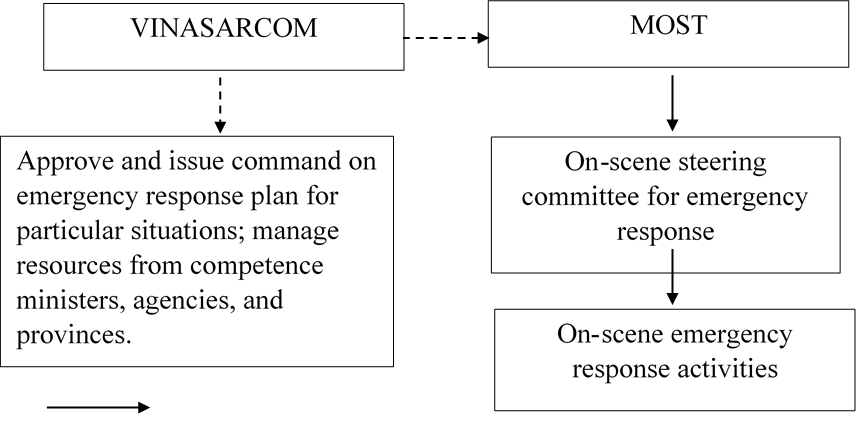 VINASARCOM
MOST
Approve and issue command on
emergency response plan for
particular situations; manage
resources from competence
ministers, agencies, and
provinces.
On-scene steering
committee for emergency
response
On-scene emergency
response activities